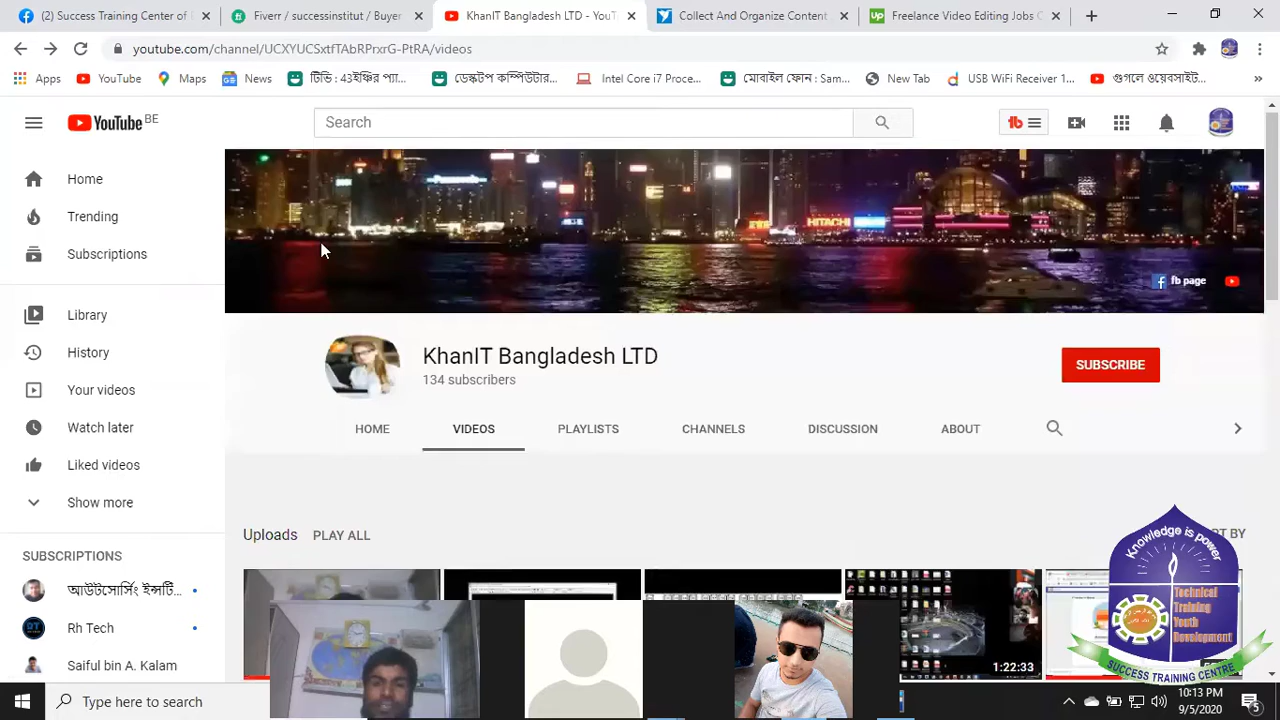 (2) Success Training Center -
Fiverr / successinstitut / Buyer
KhanIT Bangladesh LTD - YouT
Collect And Organize Content
Freelance Video Editing Jobs C
youtube.com/channel/UCXYUCSxtfTAbRPrxrG-PtRA/videos
Apps
YouTube
Maps
News
টিভি : 43ইঞ্চির প্যা...
ডেস্কটপ কম্পিউটার...
Intel Core i7 Proce...
মোবাইল ফোন : Sam...
New Tab
USB WiFi Receiver 1...
গুগলে ওয়েবসাইট...
YouTube BE
Search
Home
Trending
Subscriptions
HITACHI
fb page
Library
History
Your videos
Watch later
Liked videos
Show more
KhanIT Bangladesh LTD
134 subscribers
SUBSCRIBE
HOME
VIDEOS
PLAYLISTS
CHANNELS
DISCUSSION
ABOUT
Uploads
PLAY ALL
RT BY
SUBSCRIPTIONS
আউটসোর্সিং ইন্সটি...
Rh Tech
Saiful bin A. Kalam
1:22:33
Knowledge is power
Technical
Training
Youth
Development
SUCCESS TRAINING CENTRE
Type here to search
10:13 PM
9/5/2020
5